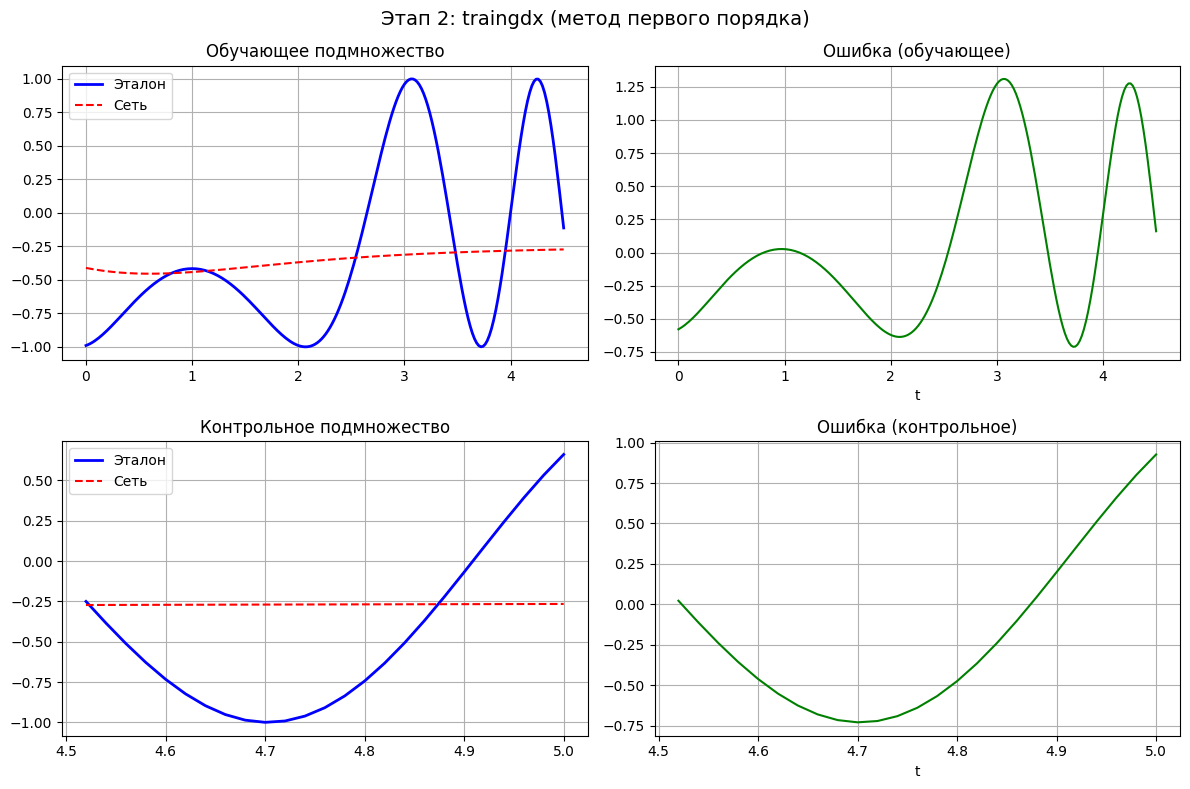 Этап 2: traingdx (метод первого порядка)
Обучающее подмножество
1.00
0.75
0.50
0.25
0.00
−0.25
−0.50
−0.75
−1.00
Эталон
Сеть
0 1 2 3 4
Ошибка (обучающее)
1.25
1.00
0.75
0.50
0.25
0.00
−0.25
−0.50
−0.75
0 1 2 3 4
t
Контрольное подмножество
0.50
0.25
0.00
−0.25
−0.50
−0.75
−1.00
Эталон
Сеть
4.5 4.6 4.7 4.8 4.9 5.0
Ошибка (контрольное)
1.00
0.75
0.50
0.25
0.00
−0.25
−0.50
−0.75
4.5 4.6 4.7 4.8 4.9 5.0
t